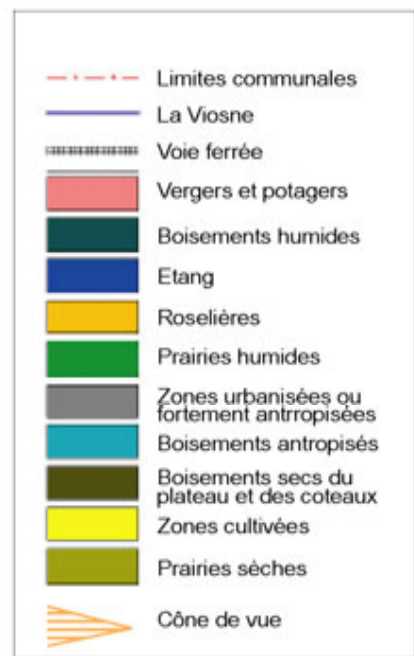 Limites communales
La Viosne
Voie ferrée
Vergers et potagers
Boisements humides
Etang
Roselières
Prairies humides
Zones urbanisées ou
fortement antrropisées
Boisements antropisés
Boisements secs du
plateau et des coteaux
Zones cultivées
Prairies sèches
Cône de vue